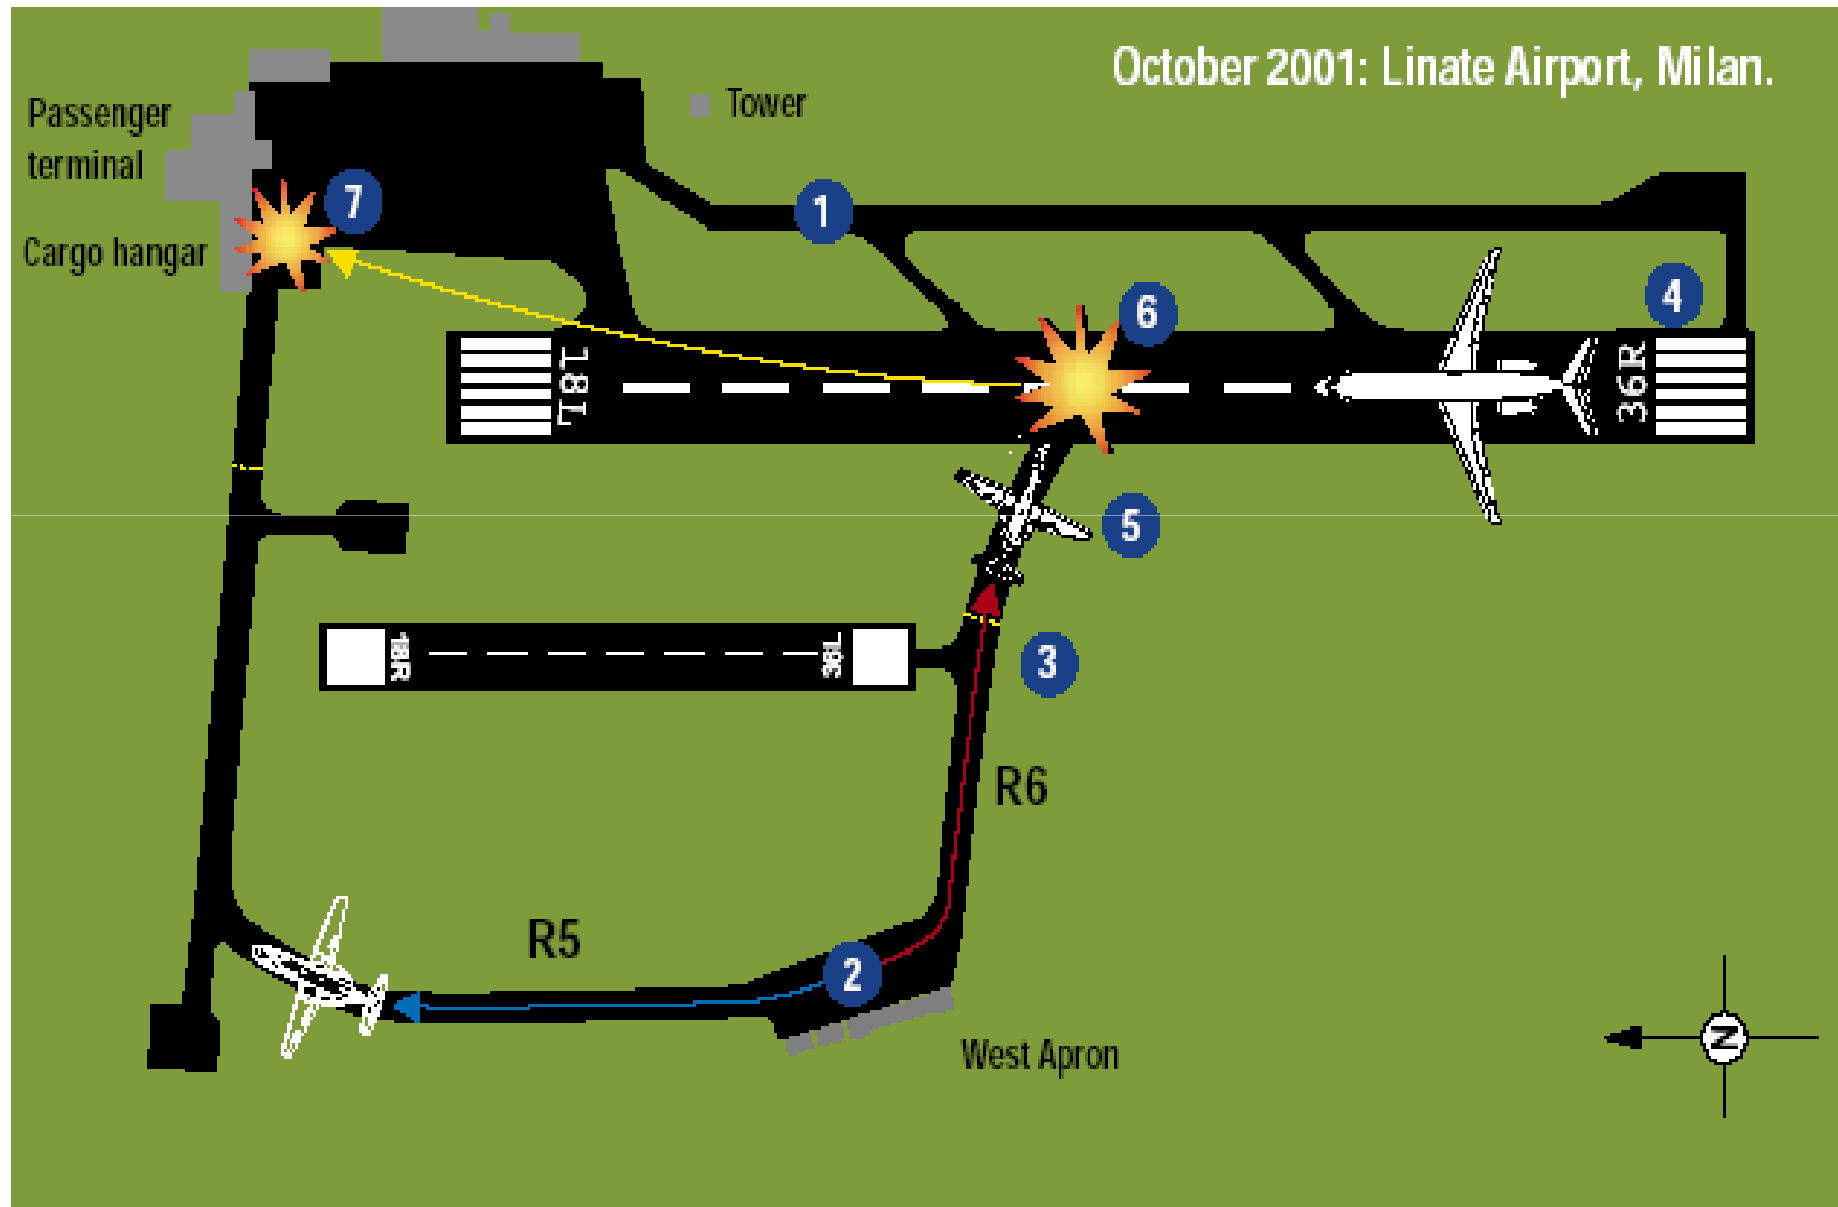 October 2001: Linate Airport, Milan.
Tower
Passenger
terminal
7
1
Cargo hangar
6
4
18L
36R
5
18R
3
R6
R5
2
West Apron
N